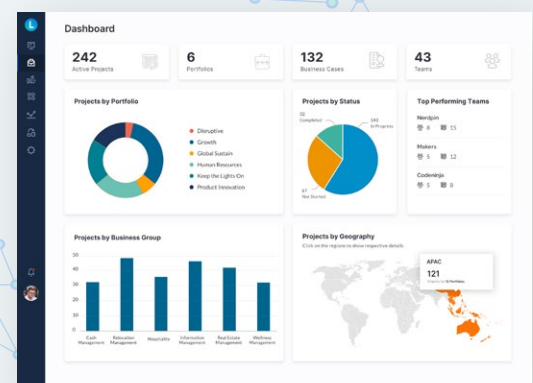 L
Dashboard
242
Active Projects
6
Portfolios
132
Business Cases
43
Teams
Projects by Portfolio
Disruptive
Growth
Global Sustain
Human Resources
Keep the Lights On
Product Innovation
Projects by Status
Completed
In Progress
Not Started
Top Performing Teams
Nerdpin
8 15
Makers
5 12
Codeninja
5 8
Projects by Business Group
50
40
30
20
10
0
Cash Management
Relocation Management
Hospitality
Information Management
Real Estate Management
Wellness Management
Projects by Geography
Click on the regions to show respective details
APAC
121